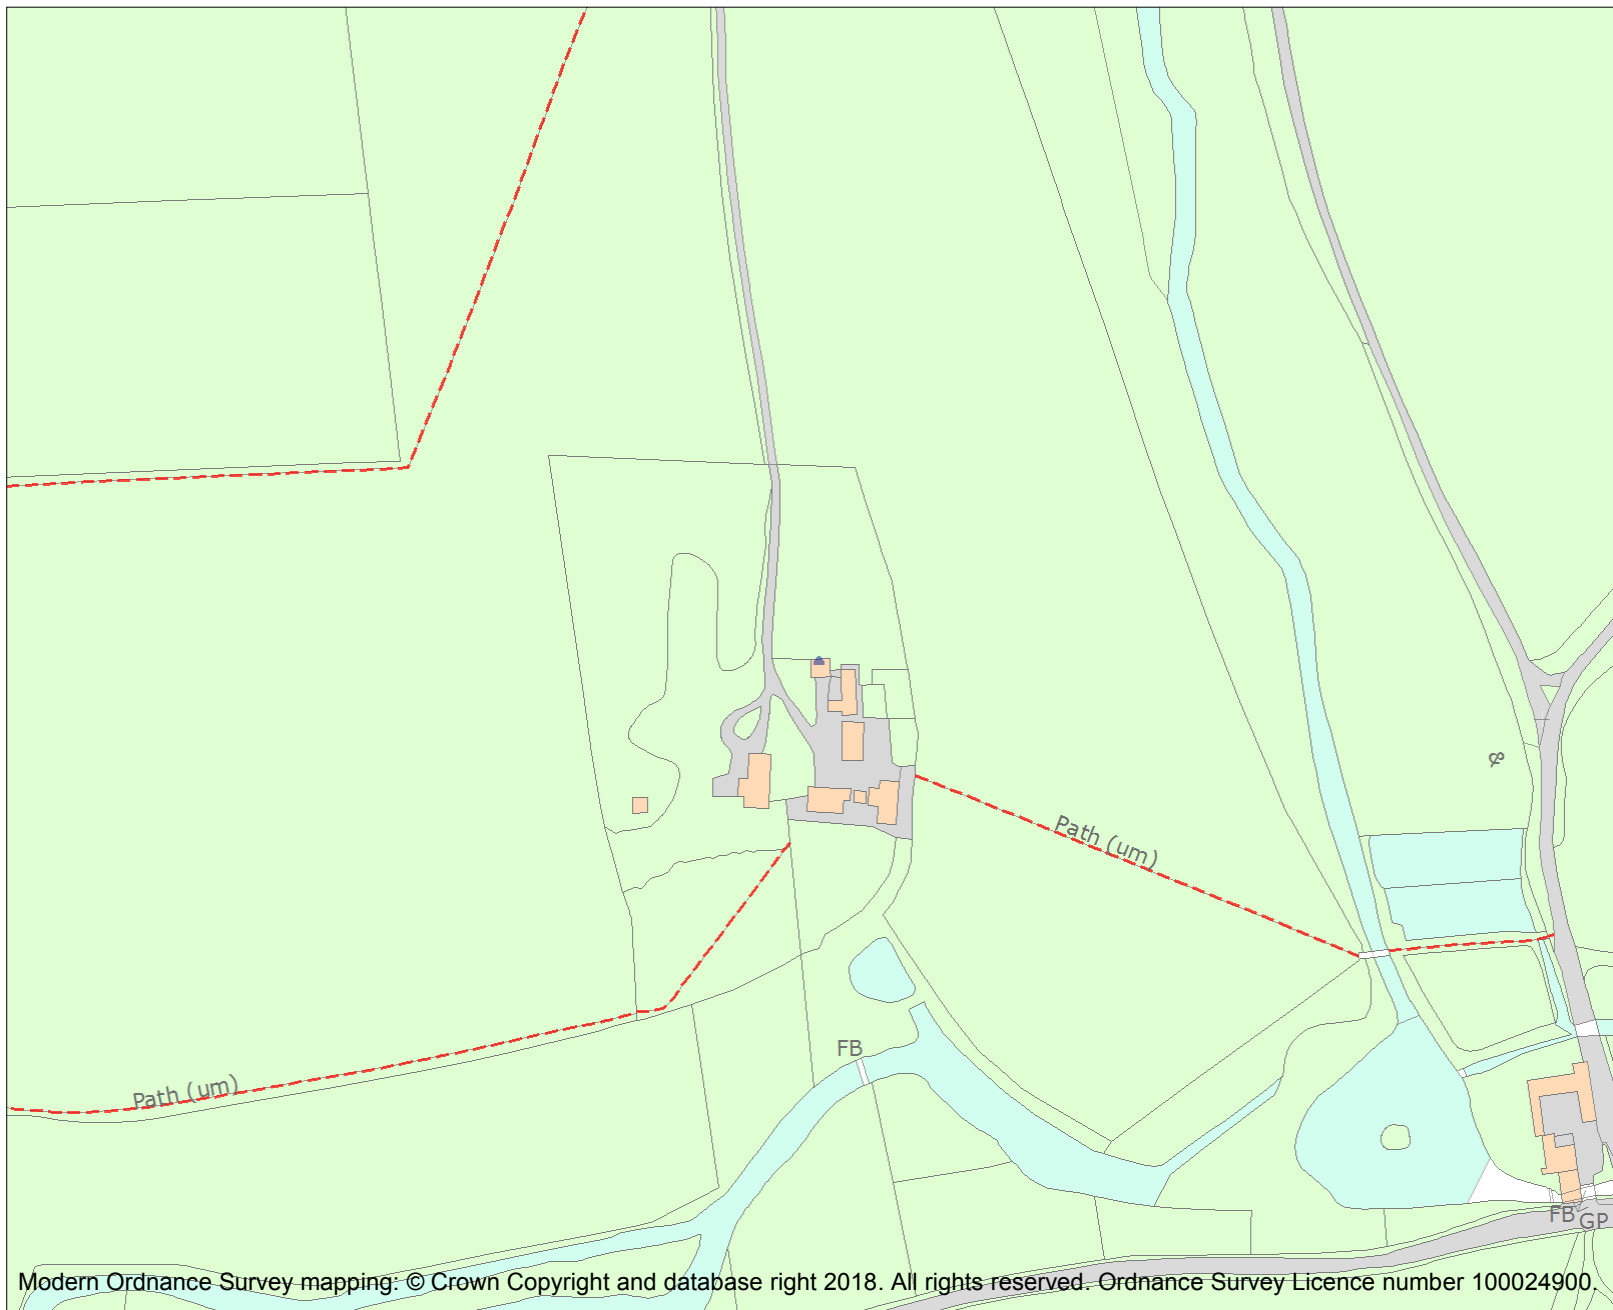 &
Path (um)
FB
Path (um)
FB GP
Modern Ordnance Survey mapping: © Crown Copyright and database right 2018. All rights reserved. Ordnance Survey Licence number 100024900.